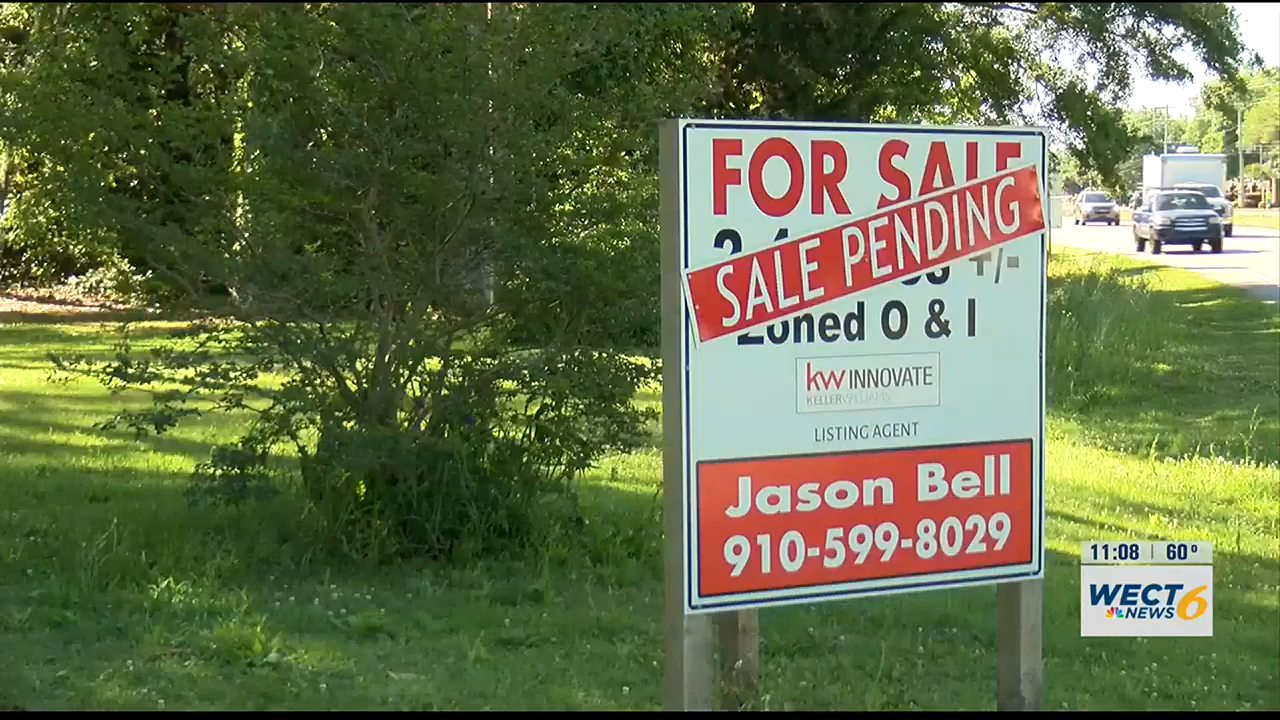 FOR SALE
SALE PENDING
+/-
Zoned O & I
kw INNOVATE
KELLERWILLIAMS
LISTING AGENT
Jason Bell
910-599-8029
11:08 | 60°
WECT 6
NEWS